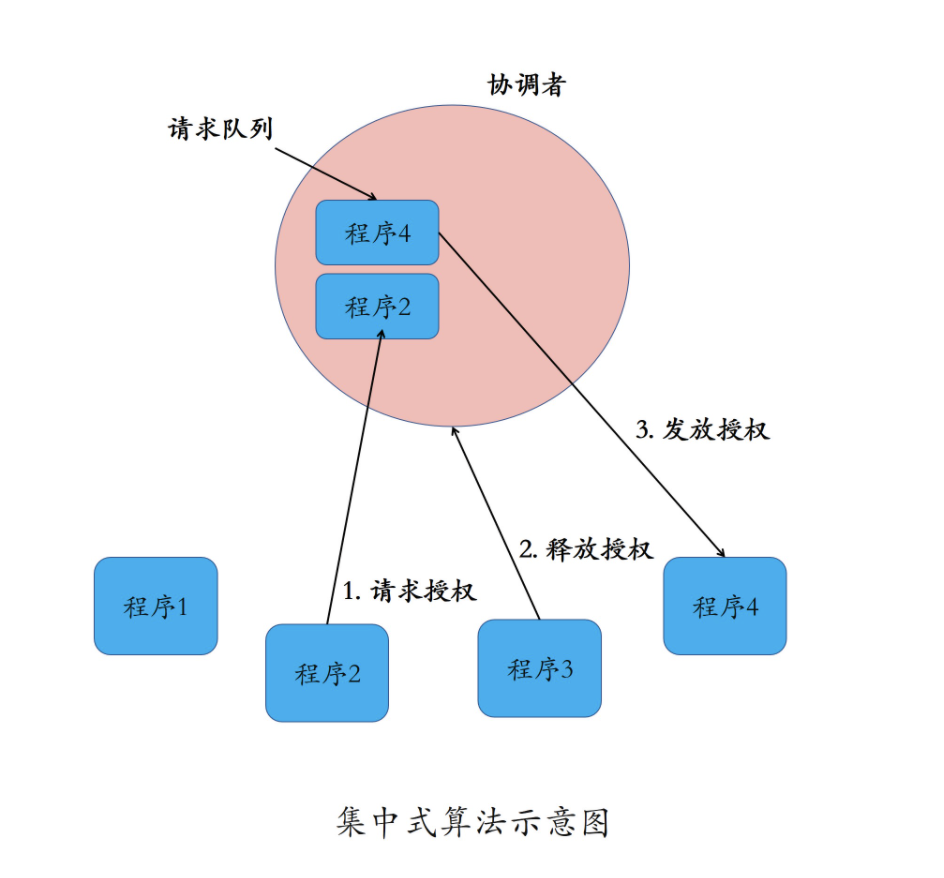 协调者
请求队列
程序4
程序2
3. 发放授权
2. 释放授权
1. 请求授权
程序1
程序2
程序3
程序4
集中式算法示意图